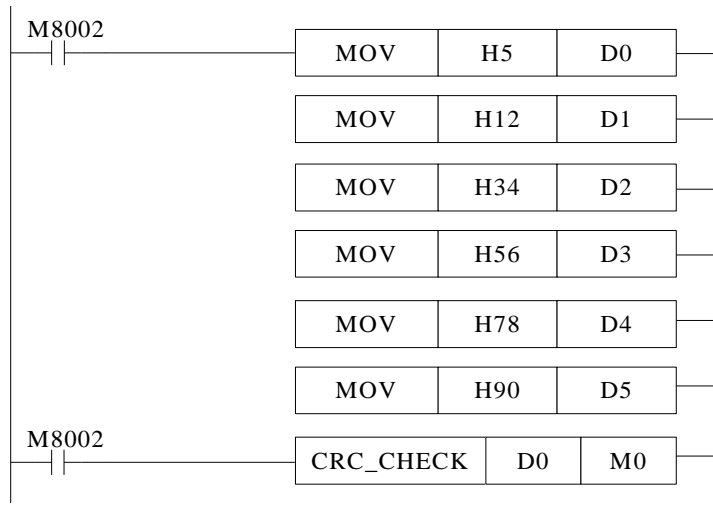 M8002
MOV H5 D0
MOV H12 D1
MOV H34 D2
MOV H56 D3
MOV H78 D4
MOV H90 D5
M8002
CRC_CHECK D0 M0